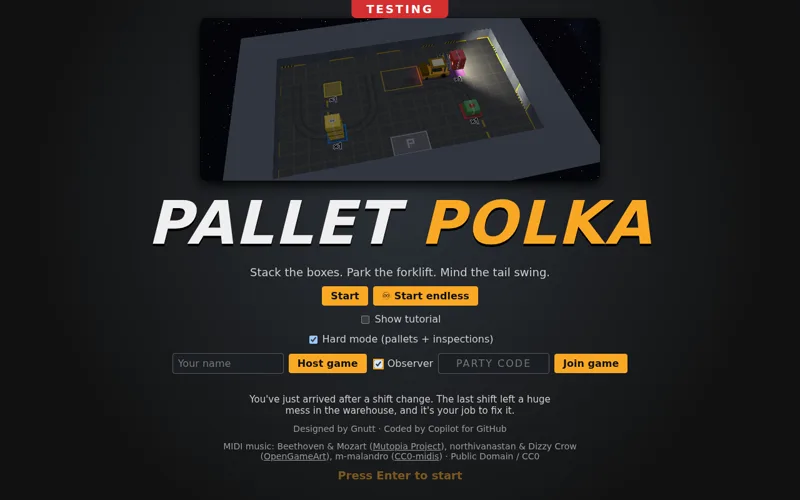 TESTING
P
PALLET POLKA
Stack the boxes. Park the forklift. Mind the tail swing.
Start
♾ Start endless
Show tutorial
Hard mode (pallets + inspections)
Your name
Host game
Observer
PARTY CODE
Join game
You've just arrived after a shift change. The last shift left a huge
mess in the warehouse, and it's your job to fix it.
Designed by Gnutt · Coded by Copilot for GitHub
MIDI music: Beethoven & Mozart (Mutopia Project), northivanastan & Dizzy Crow
(OpenGameArt), m-malandro (CC0-midis) · Public Domain / CC0
Press Enter to start